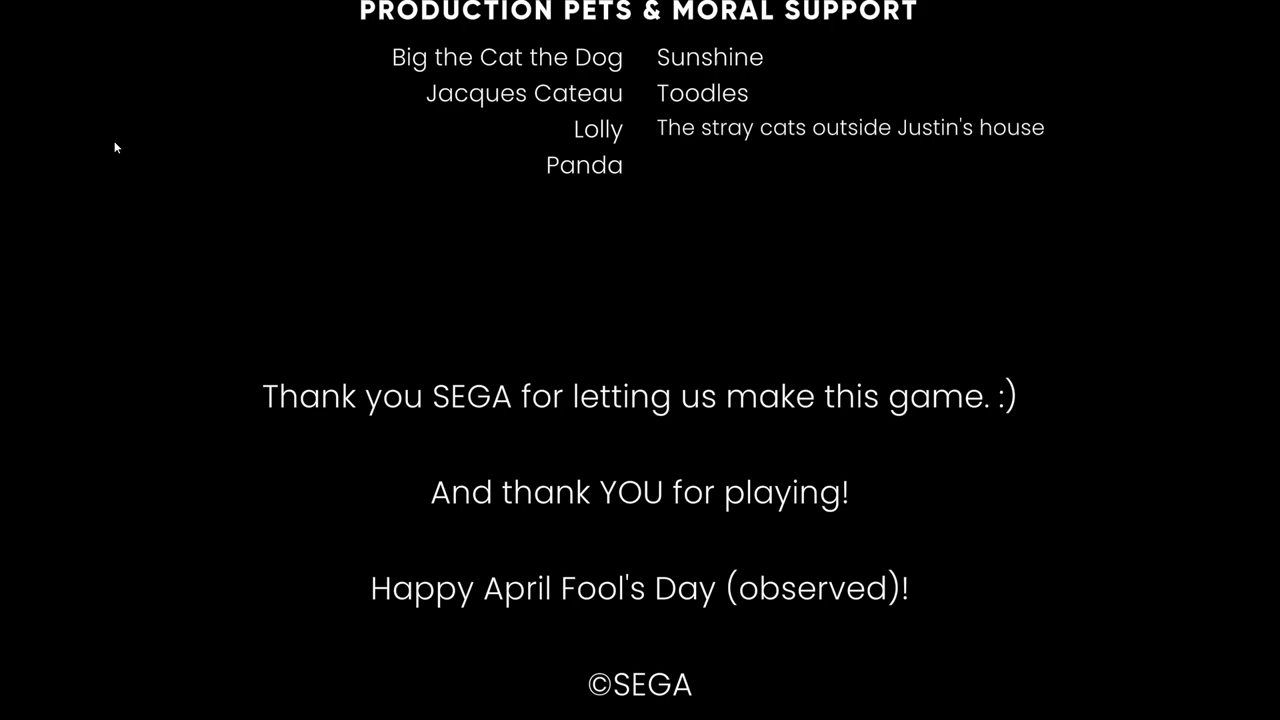 PRODUCTION PETS & MORAL SUPPORT
Big the Cat the Dog Sunshine
Jacques Cateau Toodles
Lolly The stray cats outside Justin's house
Panda
Thank you SEGA for letting us make this game. :)
And thank YOU for playing!
Happy April Fool's Day (observed)!
©SEGA